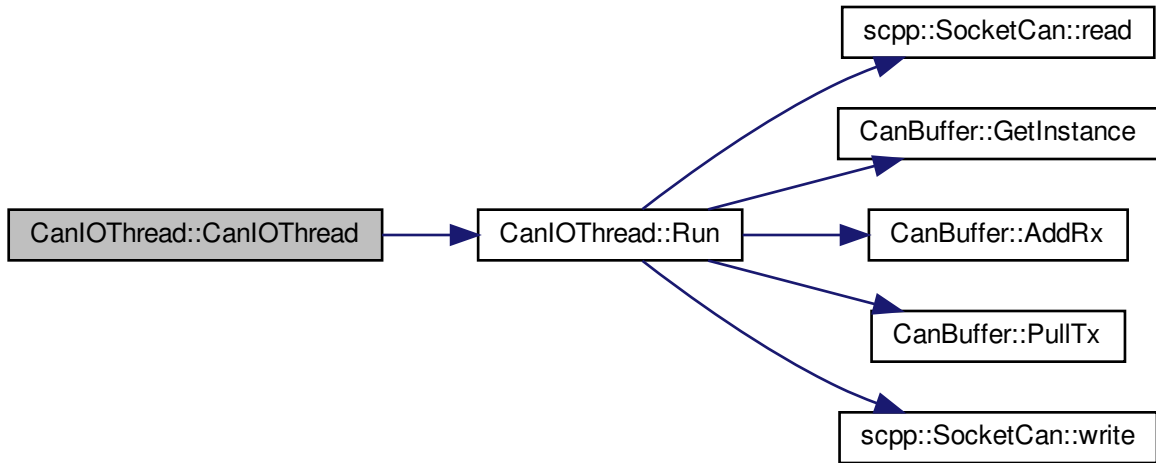 scpp::SocketCan::read
CanBuffer::GetInstance
CanIOThread::CanIOThread
CanIOThread::Run
CanBuffer::AddRx
CanBuffer::PullTx
scpp::SocketCan::write